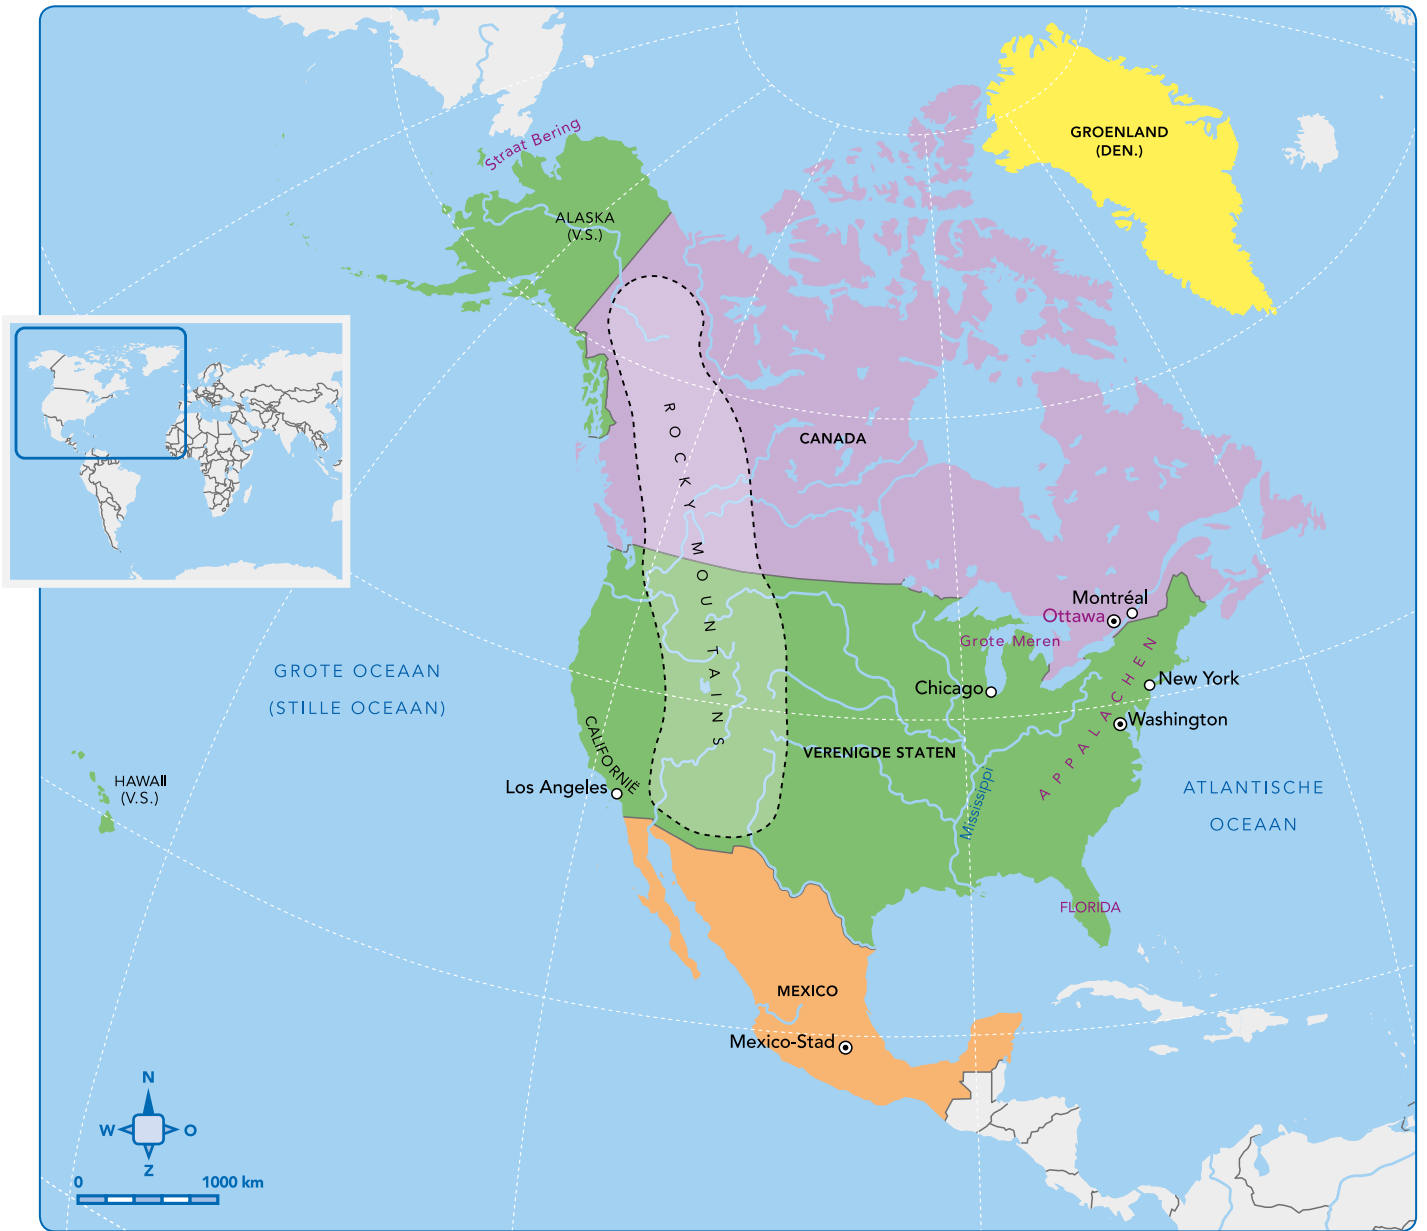 Straat Bering
GROENLAND
(DEN.)
ALASKA
(V.S.)
ROCKY MOUNTAINS
CANADA
Montréal
Ottawa
Grote Meren
GROTE OCEAAN
(STILLE OCEAAN)
Chicago
New York
APPALACHEN
Washington
CALIFORNIË
VERENIGDE STATEN
HAWAII
(V.S.)
Los Angeles
Mississippi
ATLANTISCHE
OCEAAN
FLORIDA
MEXICO
Mexico-Stad
N
W
O
Z
0
1000 km